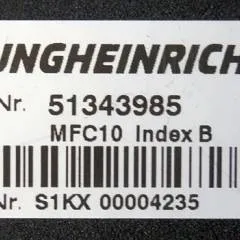 UNGHEINRICH
Nr. 51343985
MFC10 Index B
Nr. S1KX 00004235